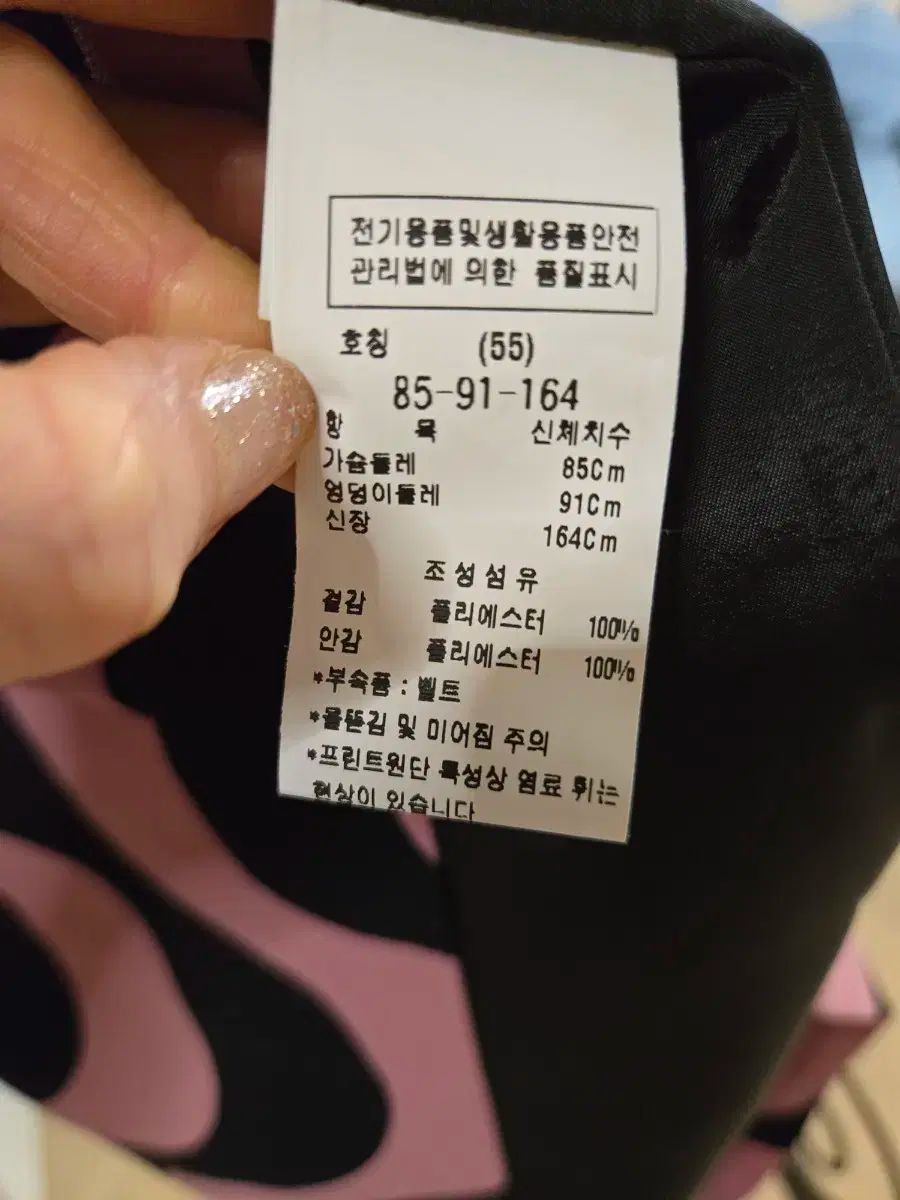 전기용품및생활용품안전
관리법에 의한 품질표시
호칭 (55)
85-91-164
항 목 신체치수
가슴둘레 85Cm
엉덩이둘레 91Cm
신장 164Cm
조성섬유
겉감 폴리에스터 100%
안감 폴리에스터 100%
*부속품 : 벨트
*올뜯김 및 미어짐 주의
*프린트원단 특성상 염료 튀는
현상이 있습니다